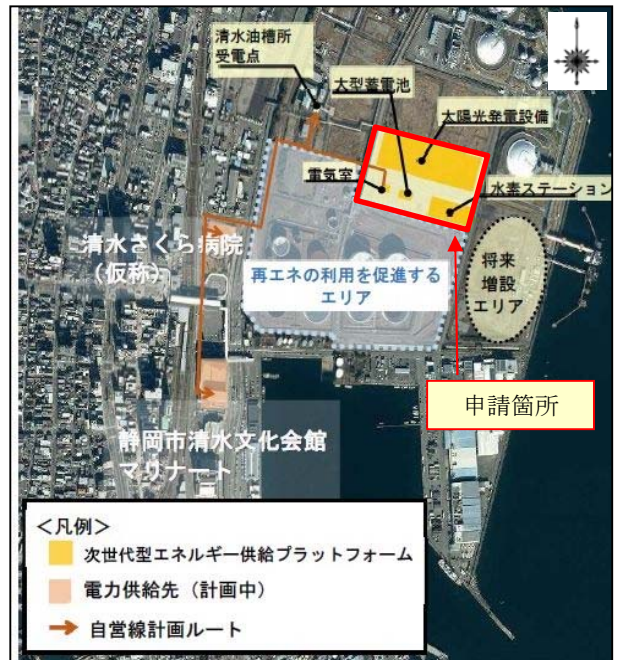 清水油槽所
受電点
大型蓄電池
太陽光発電設備
電気室
水素ステーション
清水さくら病院
（仮称）
再エネの利用を促進する
エリア
将来
増設
エリア
申請箇所
静岡市清水文化会館
マリナート
＜凡例＞
次世代型エネルギー供給プラットフォーム
電力供給先（計画中）
自営線計画ルート